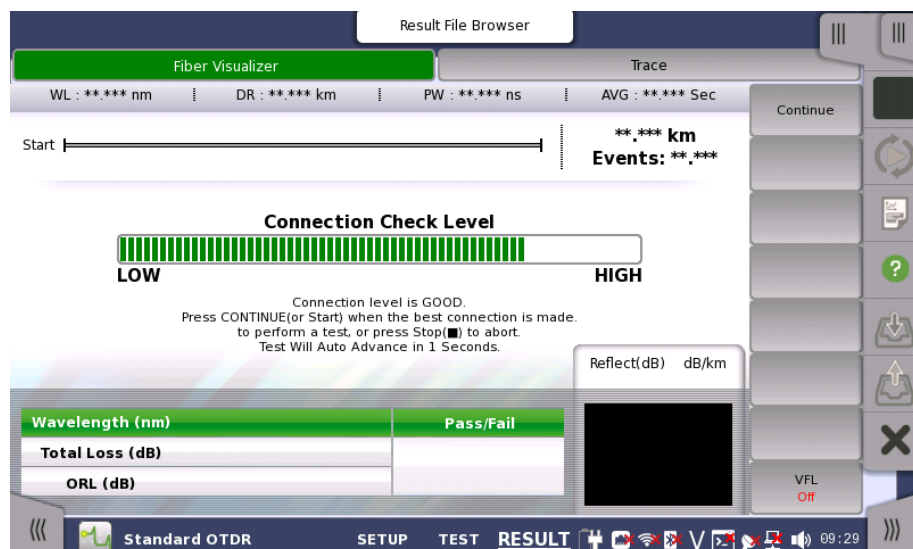 Result File Browser
Fiber Visualizer
Trace
WL : **.*** nm
DR : **.*** km
PW : **.*** ns
AVG : **.*** Sec
Continue
Start
**.*** km
Events: **.***
Connection Check Level
LOW
HIGH
Connection level is GOOD.
Press CONTINUE(or Start) when the best connection is made.
to perform a test, or press Stop(■) to abort.
Test Will Auto Advance in 1 Seconds.
Reflect(dB) dB/km
Wavelength (nm)
Pass/Fail
Total Loss (dB)
ORL (dB)
VFL
Off
Standard OTDR
SETUP
TEST
RESULT
V
09:29